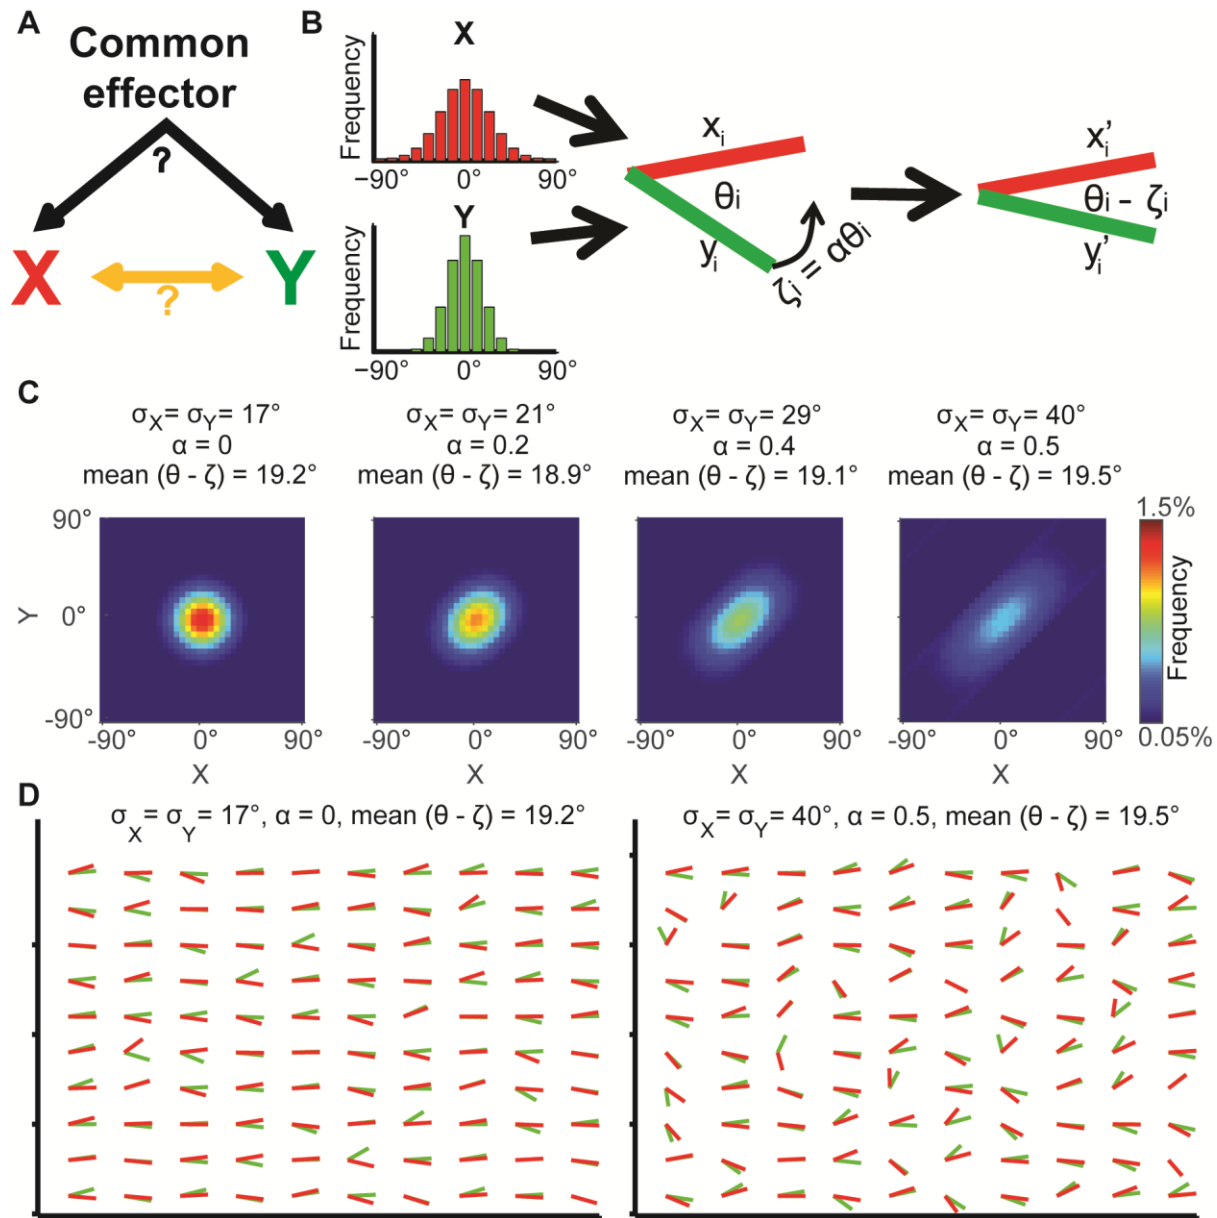 A
Common
effector
?
X
?
Y
B
X
Frequency
−90° 0° 90°
Y
Frequency
−90° 0° 90°
xᵢ
θᵢ
yᵢ
ζᵢ = αθᵢ
xᵢ'
θᵢ - ζᵢ
yᵢ'
C
σX= σY= 17°
α = 0
mean (θ - ζ) = 19.2°
σX= σY= 21°
α = 0.2
mean (θ - ζ) = 18.9°
σX= σY= 29°
α = 0.4
mean (θ - ζ) = 19.1°
σX= σY= 40°
α = 0.5
mean (θ - ζ) = 19.5°
90°
Y 0°
-90°
-90° 0° 90°
X
-90° 0° 90°
X
-90° 0° 90°
X
-90° 0° 90°
X
1.5%
Frequency
0.05%
D
σX = σY = 17°, α = 0, mean (θ - ζ) = 19.2°
σX = σY = 40°, α = 0.5, mean (θ - ζ) = 19.5°